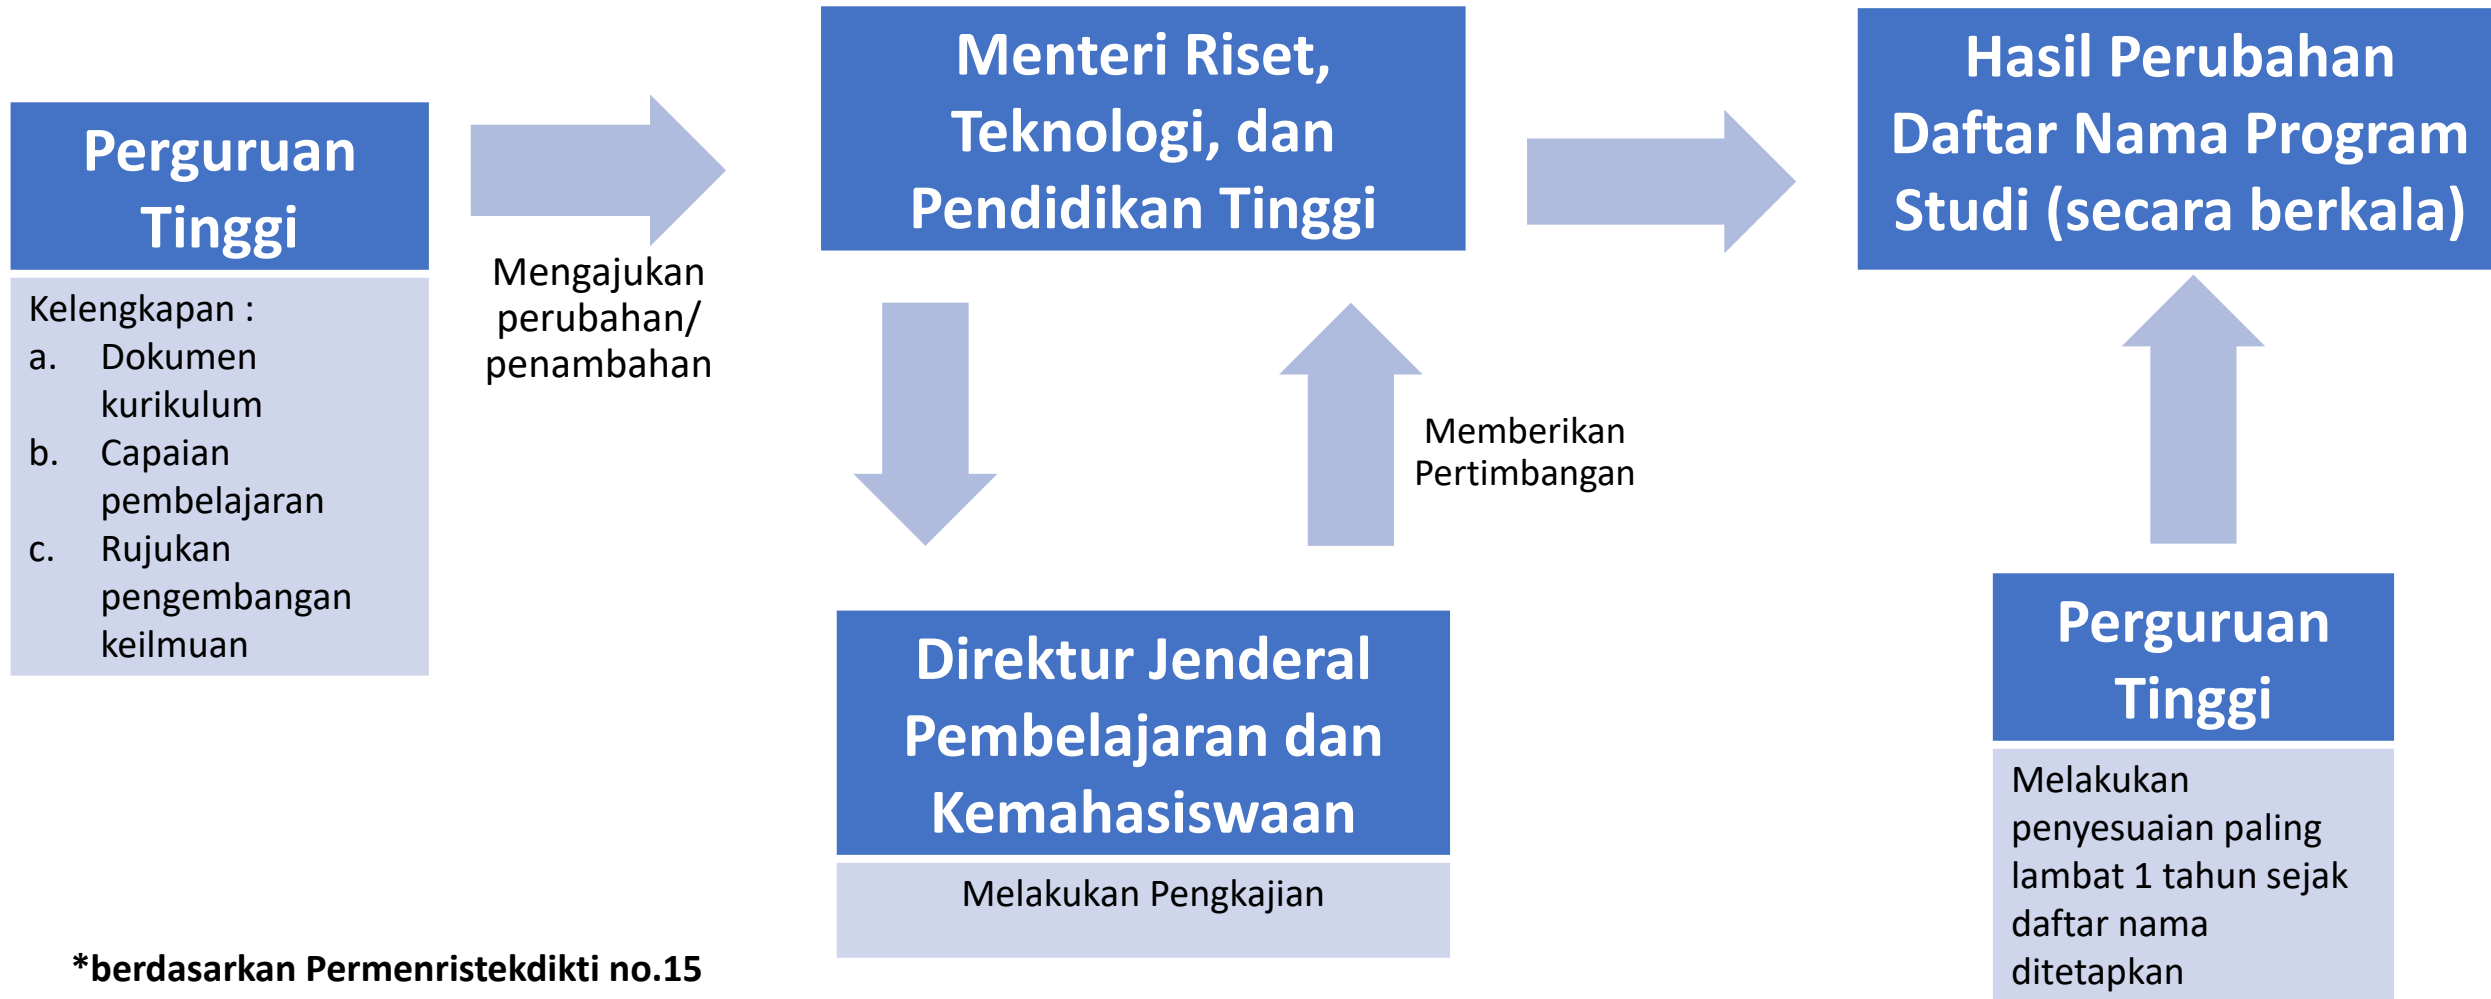 Perguruan
Tinggi
Kelengkapan :
a. Dokumen
kurikulum
b. Capaian
pembelajaran
c. Rujukan
pengembangan
keilmuan
Mengajukan
perubahan/
penambahan
Menteri Riset,
Teknologi, dan
Pendidikan Tinggi
Memberikan
Pertimbangan
Direktur Jenderal
Pembelajaran dan
Kemahasiswaan
Melakukan Pengkajian
Hasil Perubahan
Daftar Nama Program
Studi (secara berkala)
Perguruan
Tinggi
Melakukan
penyesuaian paling
lambat 1 tahun sejak
daftar nama
ditetapkan
*berdasarkan Permenristekdikti no.15